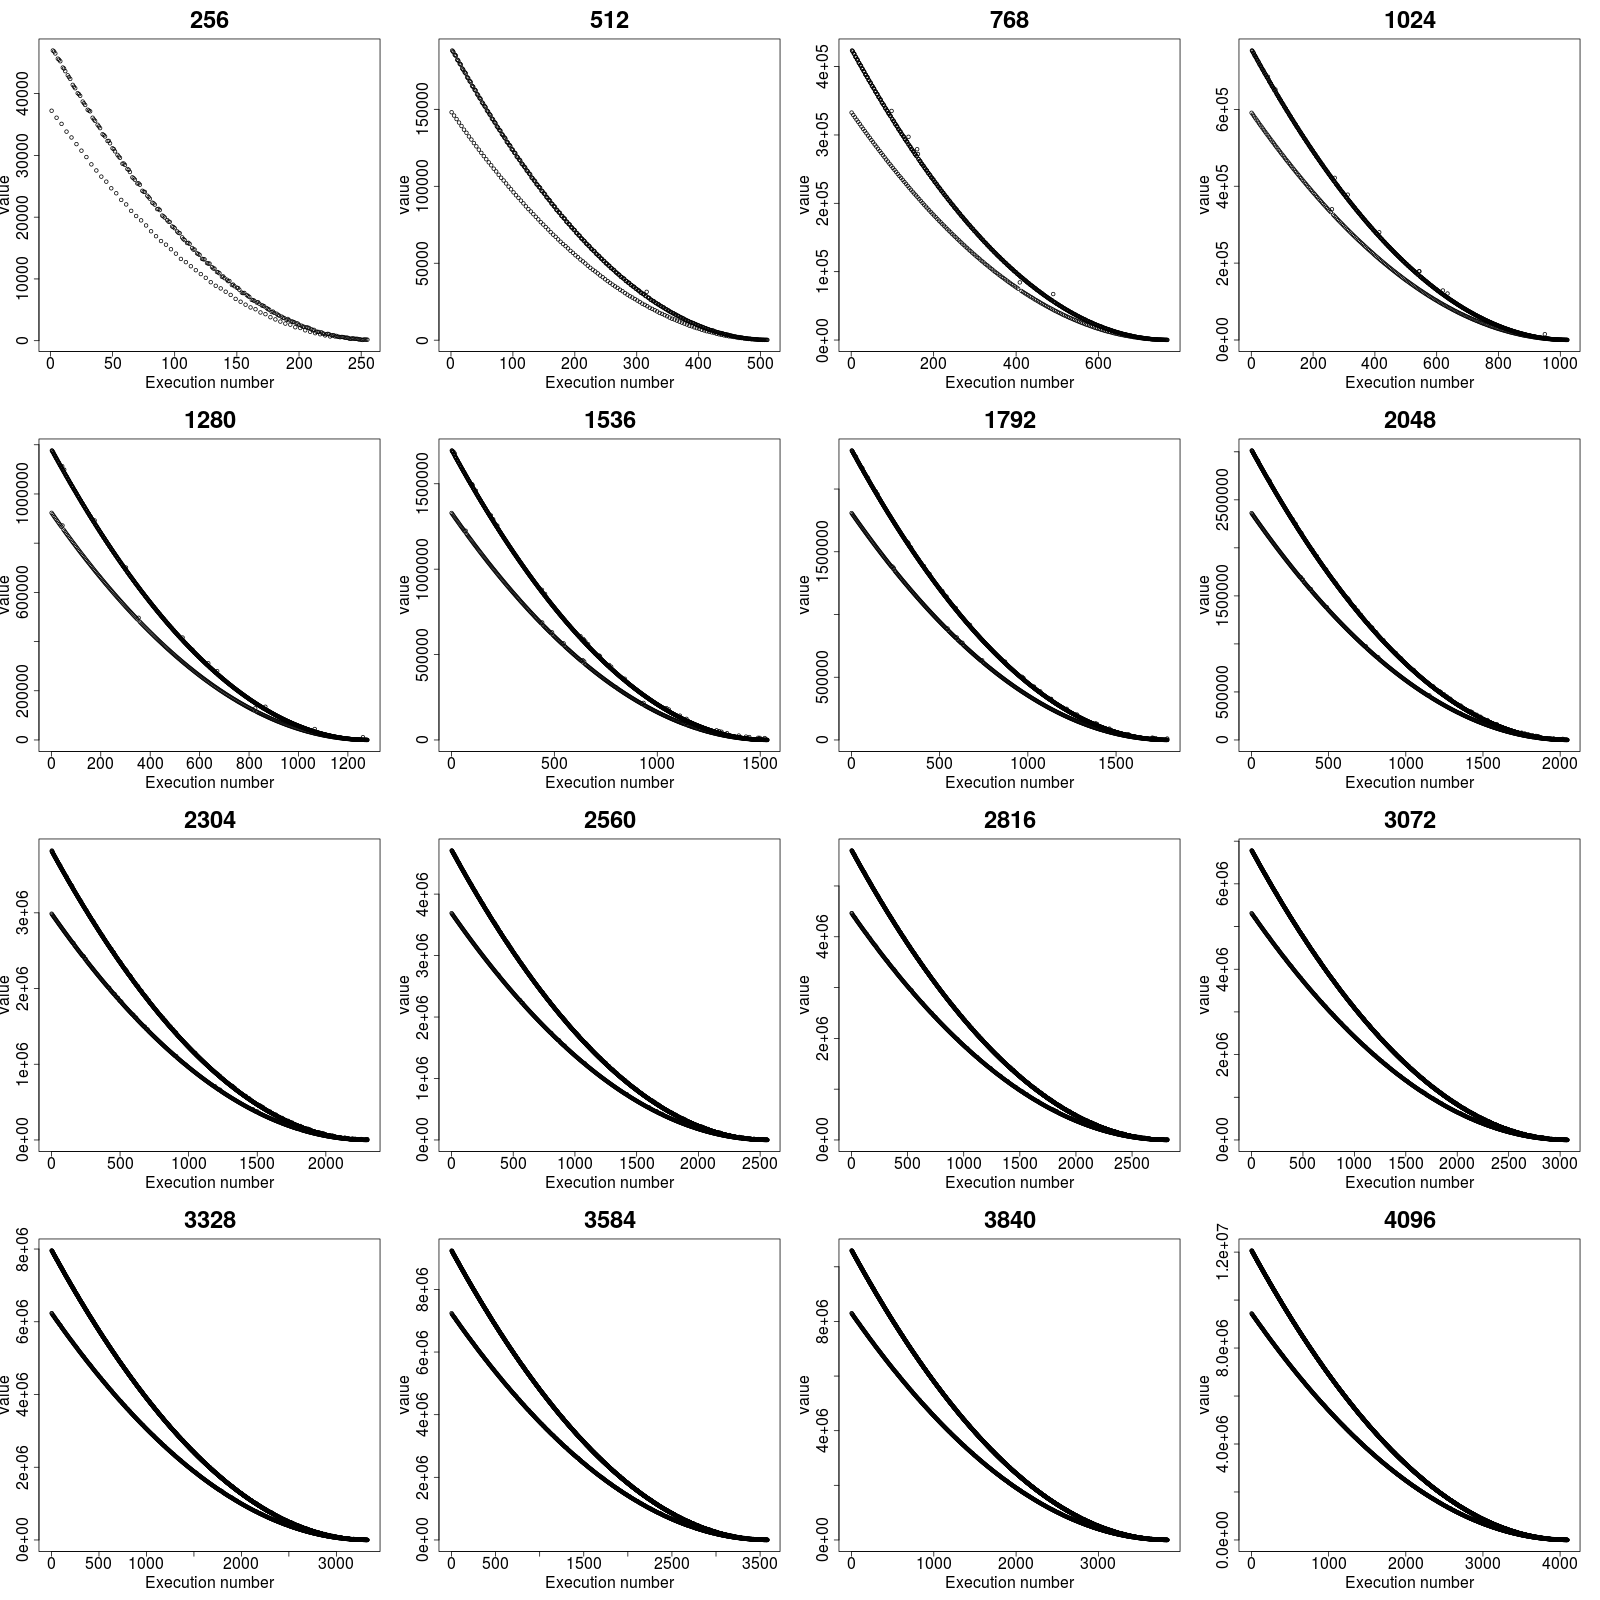 256
value
0 10000 20000 30000 40000
0 50 100 150 200 250
Execution number
512
value
0 50000 100000 150000
0 100 200 300 400 500
Execution number
768
value
0e+00 1e+05 2e+05 3e+05 4e+05
0 200 400 600
Execution number
1024
value
0e+00 2e+05 4e+05 6e+05
0 200 400 600 800 1000
Execution number
1280
value
0 200000 600000 1000000
0 200 400 600 800 1000 1200
Execution number
1536
value
0 500000 1000000 1500000
0 500 1000 1500
Execution number
1792
value
0 500000 1500000
0 500 1000 1500
Execution number
2048
value
0 500000 1500000 2500000
0 500 1000 1500 2000
Execution number
2304
value
0e+00 1e+06 2e+06 3e+06
0 500 1000 1500 2000
Execution number
2560
value
0e+00 1e+06 2e+06 3e+06 4e+06
0 500 1000 1500 2000 2500
Execution number
2816
value
0e+00 2e+06 4e+06
0 500 1000 1500 2000 2500
Execution number
3072
value
0e+00 2e+06 4e+06 6e+06
0 500 1000 1500 2000 2500 3000
Execution number
3328
value
0e+00 2e+06 4e+06 6e+06 8e+06
0 500 1000 2000 3000
Execution number
3584
value
0e+00 2e+06 4e+06 6e+06 8e+06
0 500 1500 2500 3500
Execution number
3840
value
0e+00 4e+06 8e+06
0 1000 2000 3000
Execution number
4096
value
0.0e+00 4.0e+06 8.0e+06 1.2e+07
0 1000 2000 3000 4000
Execution number